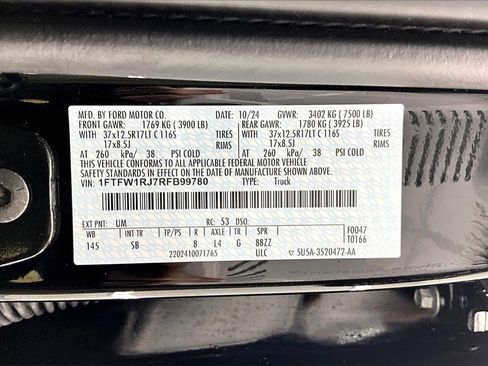 MFD. BY FORD MOTOR CO. 10/24 GVWR: 3402 KG ( 7500 LB)
FRONT GAWR: 1769 KG ( 3900 LB) REAR GAWR: 1780 KG ( 3925 LB)
WITH 37x12.5R17LT C 116S TIRES WITH 37x12.5R17LT C 116S TIRES
17x8.5J RIMS 17x8.5J RIMS
AT 260 kPa/ 38 PSI COLD AT 260 kPa/ 38 PSI COLD
THIS VEHICLE CONFORMS TO ALL APPLICABLE FEDERAL MOTOR VEHICLE
SAFETY STANDARDS IN EFFECT ON THE DATE OF MANUFACTURE SHOWN ABOVE.
VIN: 1FTFW1RJ7RFB99780 TYPE: Truck
EXT PNT: UM RC: 53 DSO: F0047
WB INT TR R AXLE TR SPR T0166
145 SB 8 L4 G 8BZZ
2202410071765 ULC ▽ 5U5A-3520472-AA